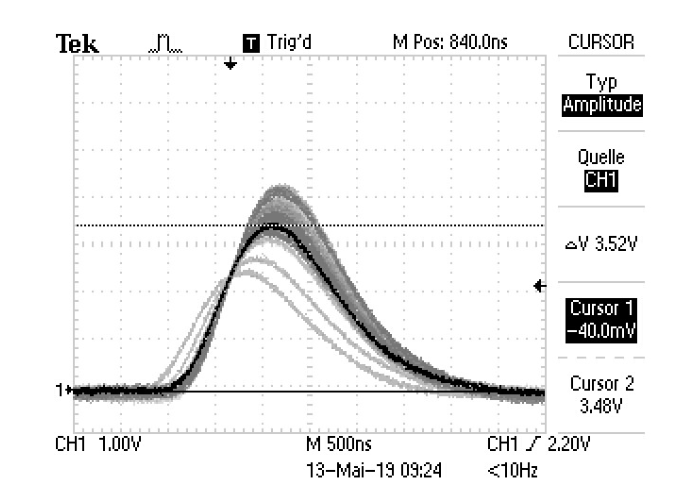 Tek T Trig'd M Pos: 840.0ns CURSOR
Typ
Amplitude
Quelle
CH1
△V 3.52V
Cursor 1
-40.0mV
Cursor 2
3.48V
1
CH1 1.00V M 500ns CH1 2.20V
13-Mai-19 09:24 <10Hz